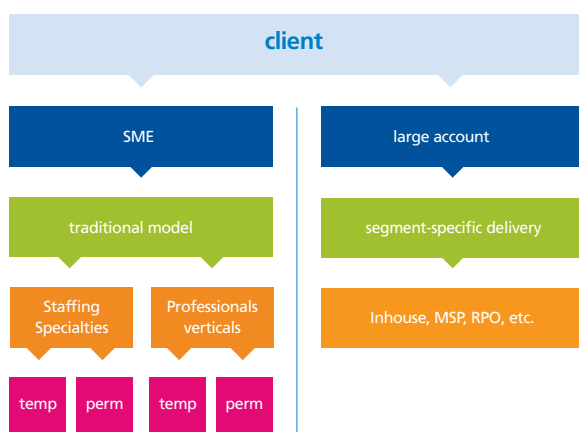 client
SME
large account
traditional model
segment-specific delivery
Staffing
Specialties
Professionals
verticals
Inhouse, MSP, RPO, etc.
temp
perm
temp
perm